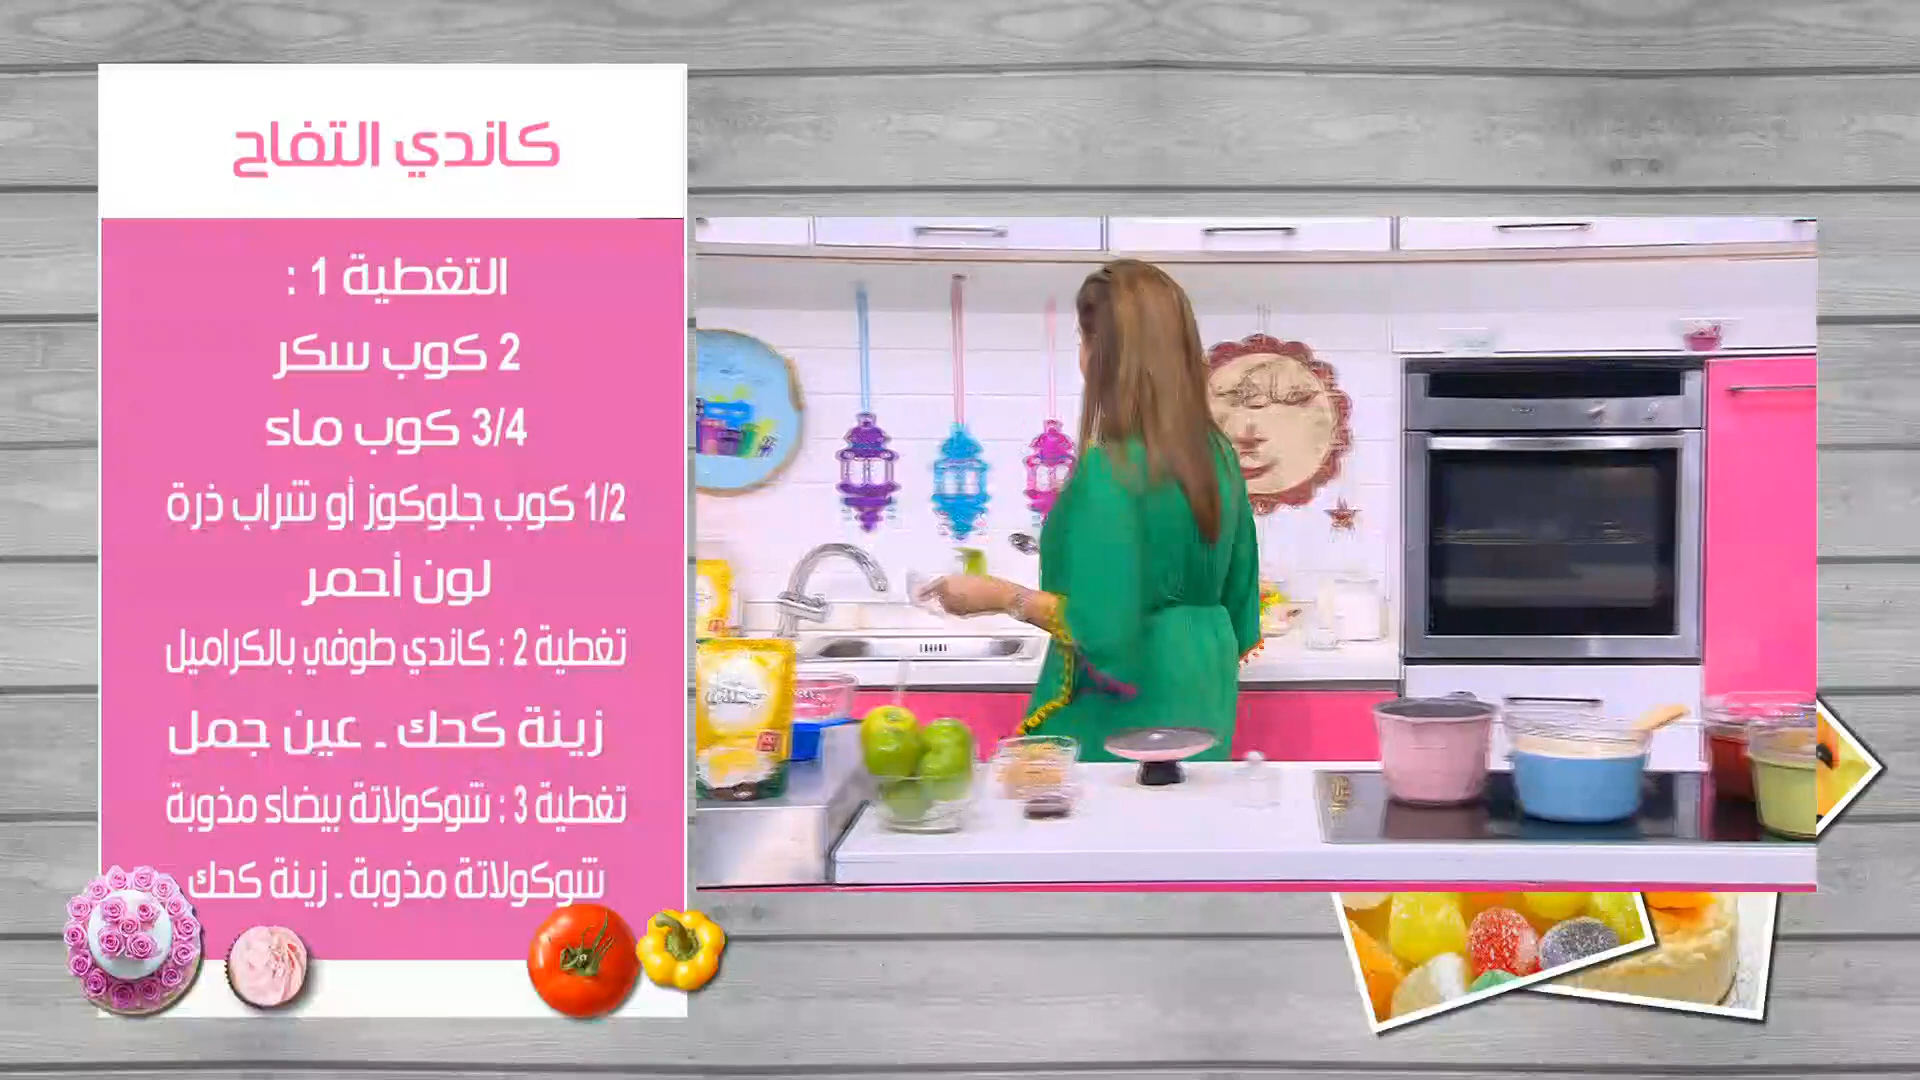 كاندي التفاح
التغطية 1 :
2 كوب سكر
3/4 كوب ماء
1/2 كوب جلوكوز أو شراب ذرة
لون أحمر
تغطية 2 : كاندي طوفي بالكراميل
زينة كحك ـ عين جمل
تغطية 3 : شوكولاتة بيضاء مذوبة
شوكولاتة مذوبة ـ زينة كحك